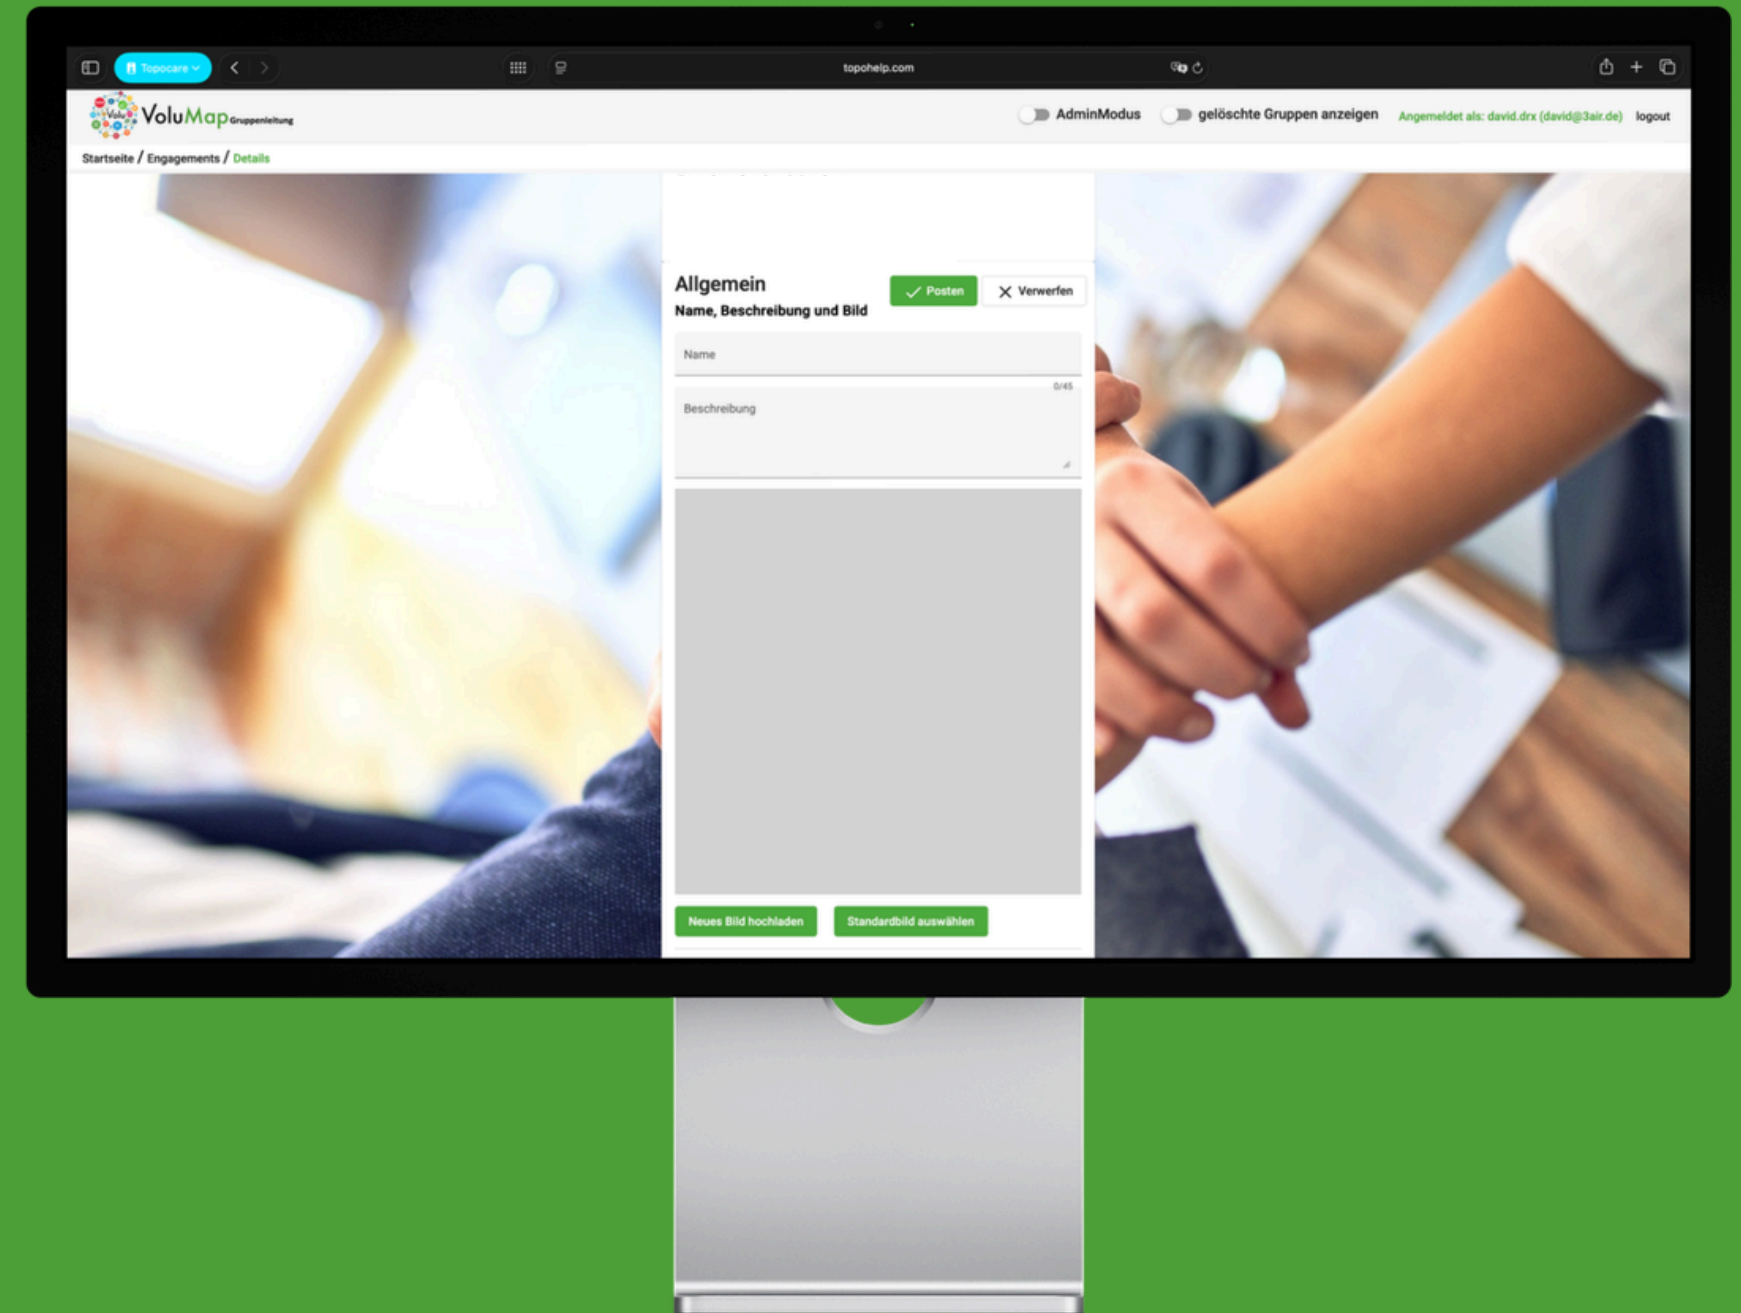 Topocare
topohelp.com
Volu
VoluMap Gruppenleitung
AdminModus
gelöschte Gruppen anzeigen
Angemeldet als: david.drx (david@3air.de)
logout
Startseite / Engagements / Details
Allgemein
Posten
Verwerfen
Name, Beschreibung und Bild
Name
0/45
Beschreibung
Neues Bild hochladen
Standardbild auswählen